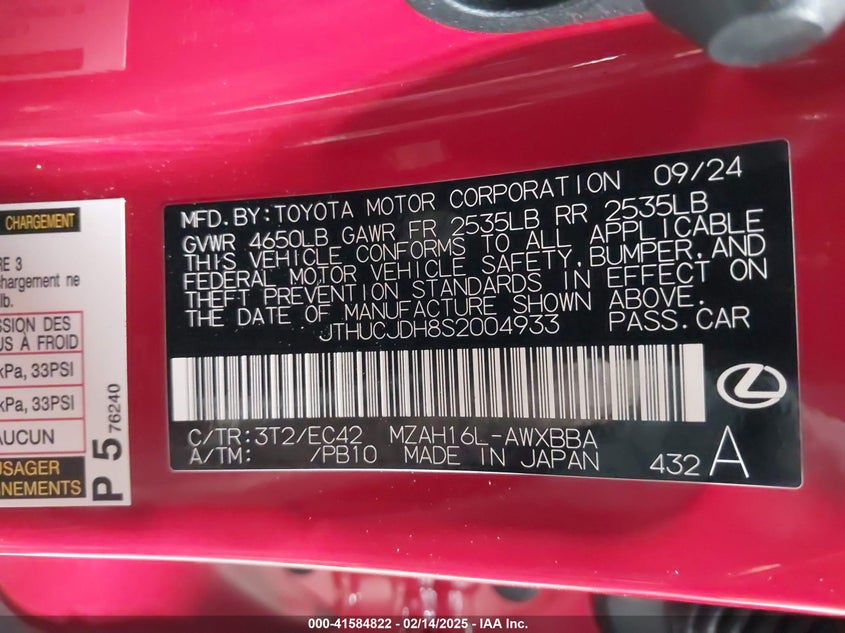 CHARGEMENT
RE 3
chargement ne
lb.
SSION DES
US À FROID
kPa, 33PSI
kPa, 33PSI
AUCUN
USAGER
GNEMENTS
P 5 76240
MFD. BY: TOYOTA MOTOR CORPORATION 09/24
GVWR 4650LB GAWR FR 2535LB RR 2535LB
THIS VEHICLE CONFORMS TO ALL APPLICABLE
FEDERAL MOTOR VEHICLE SAFETY, BUMPER, AND
THEFT PREVENTION STANDARDS IN EFFECT ON
THE DATE OF MANUFACTURE SHOWN ABOVE.
JTHUCJDH8S2004933 PASS. CAR
C/TR: 3T2/EC42 MZAH16L-AWXBBA
A/TM: /PB10 MADE IN JAPAN 432 A
000-41584822 - 02/14/2025 - IAA Inc.